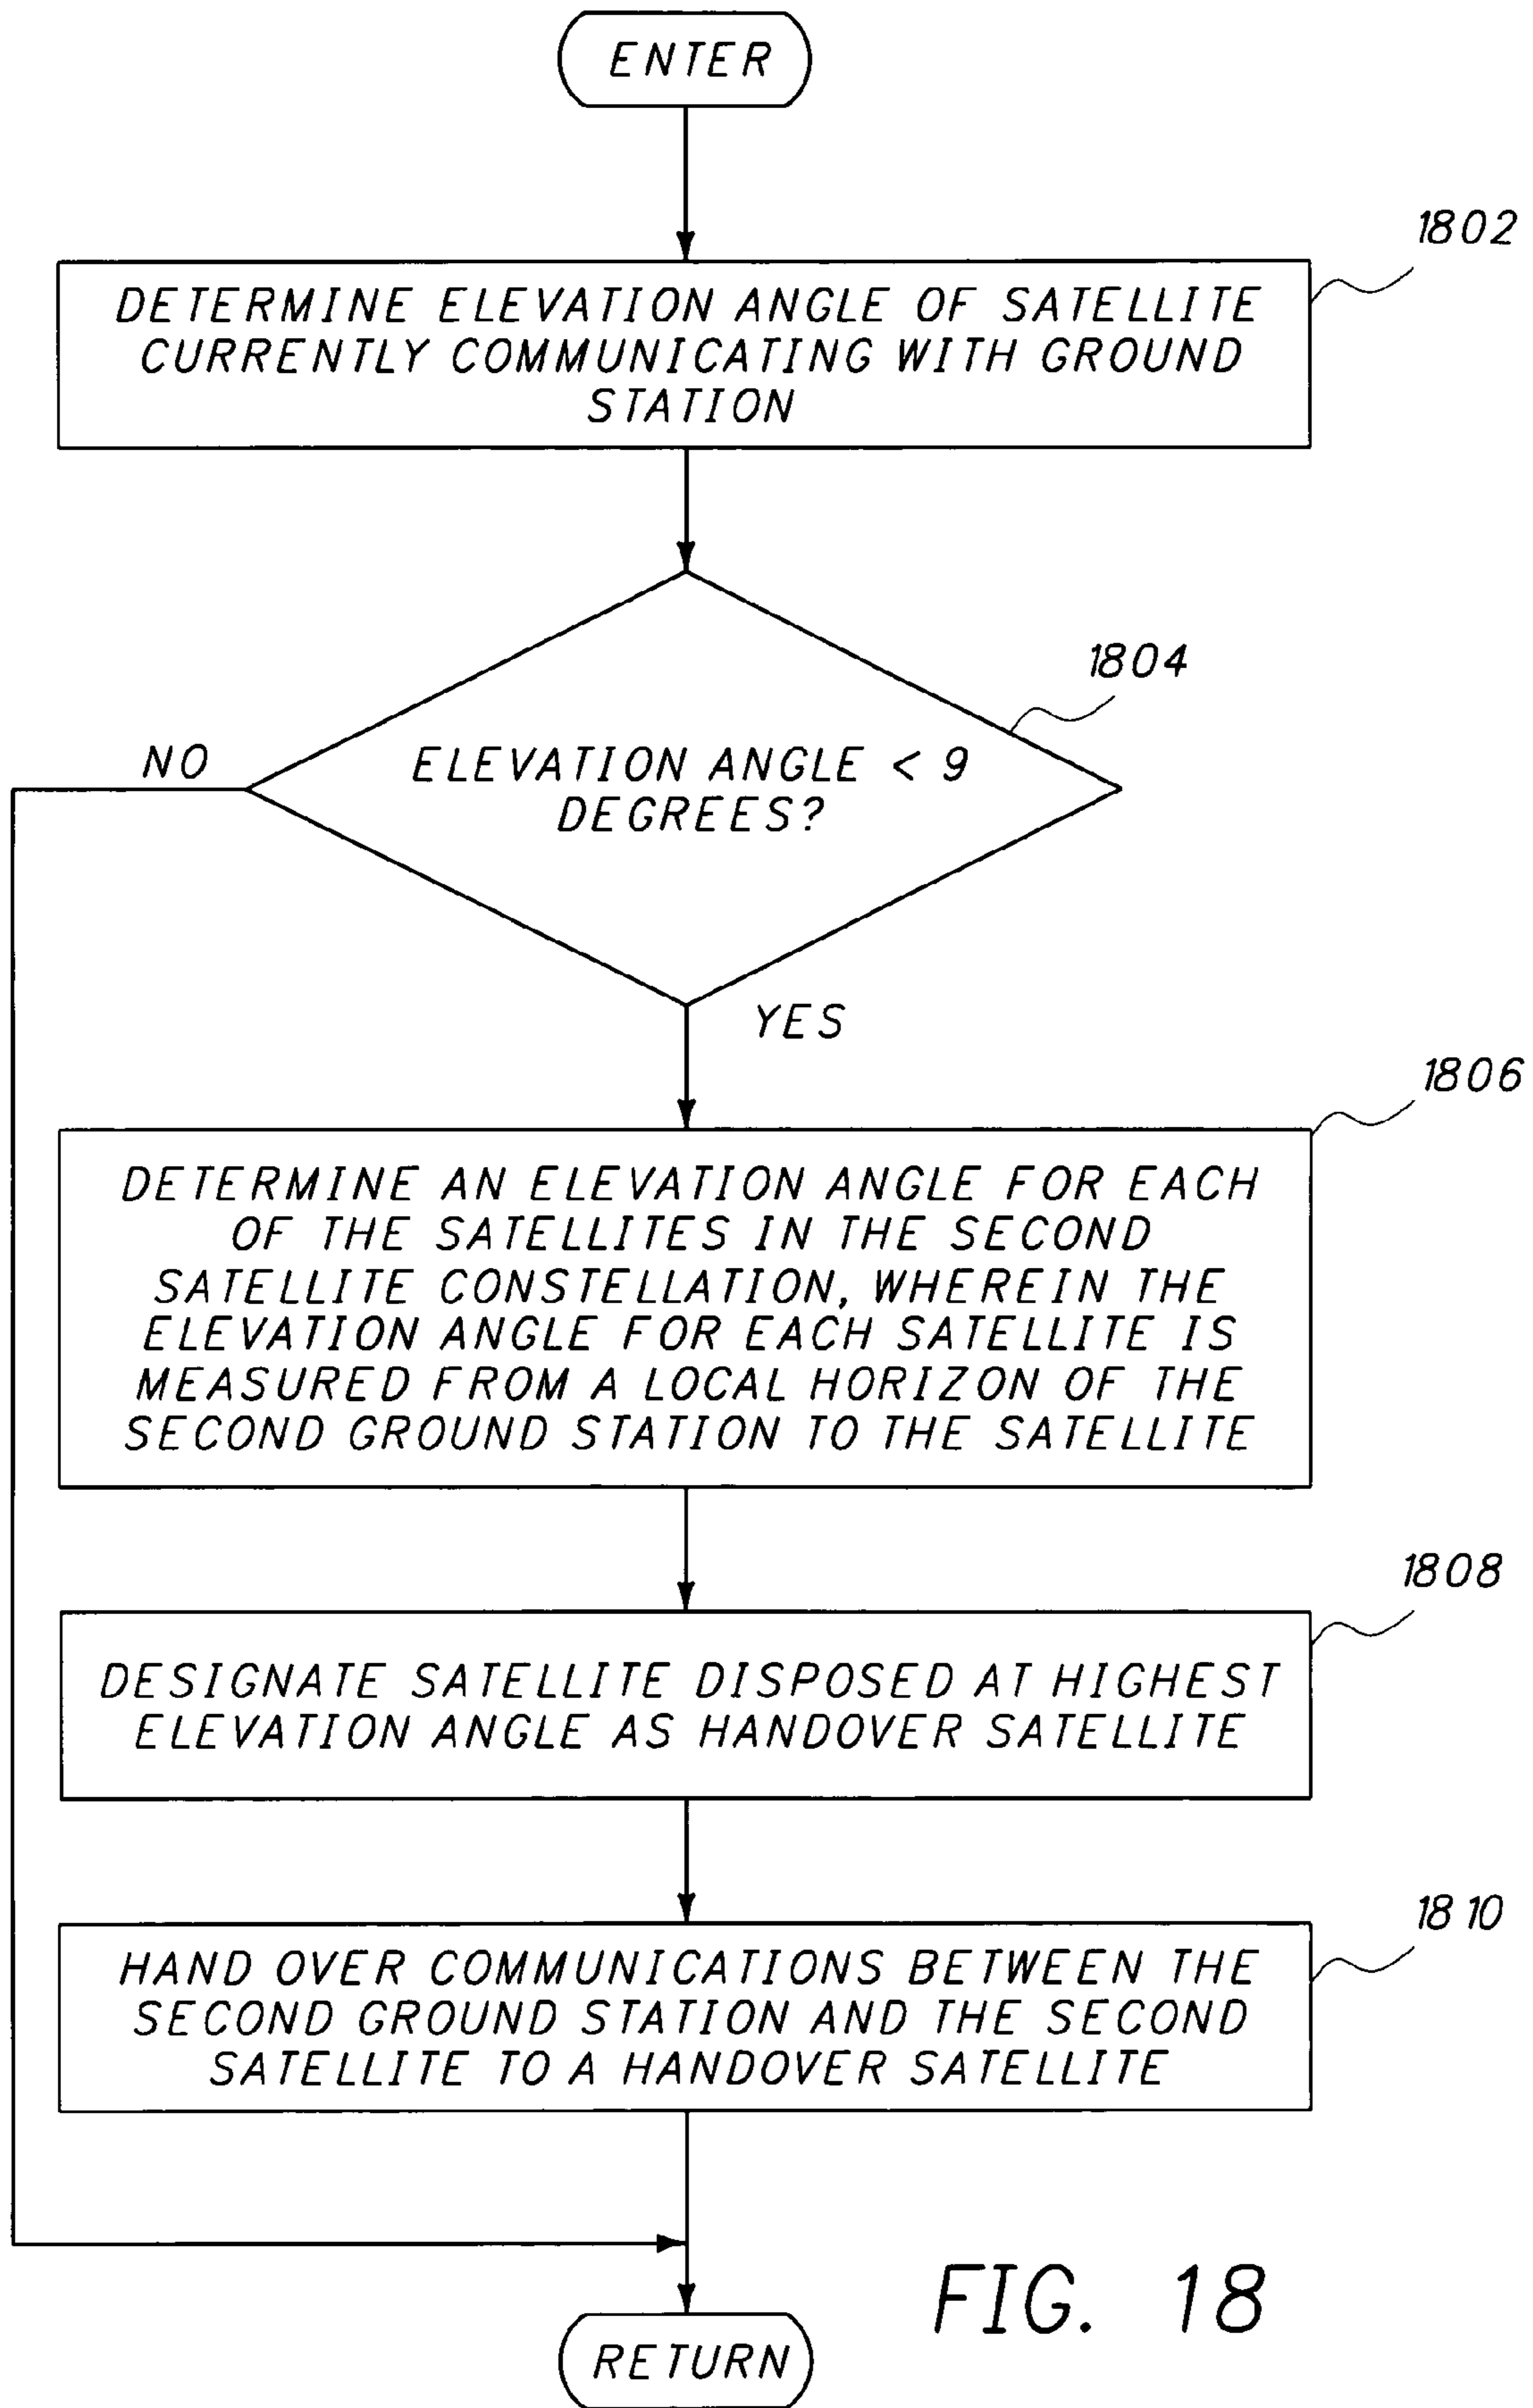 ENTER
1802
DETERMINE ELEVATION ANGLE OF SATELLITE
CURRENTLY COMMUNICATING WITH GROUND
STATION
1804
NO
ELEVATION ANGLE < 9
DEGREES?
YES
1806
DETERMINE AN ELEVATION ANGLE FOR EACH
OF THE SATELLITES IN THE SECOND
SATELLITE CONSTELLATION, WHEREIN THE
ELEVATION ANGLE FOR EACH SATELLITE IS
MEASURED FROM A LOCAL HORIZON OF THE
SECOND GROUND STATION TO THE SATELLITE
1808
DESIGNATE SATELLITE DISPOSED AT HIGHEST
ELEVATION ANGLE AS HANDOVER SATELLITE
1810
HAND OVER COMMUNICATIONS BETWEEN THE
SECOND GROUND STATION AND THE SECOND
SATELLITE TO A HANDOVER SATELLITE
FIG. 18
RETURN